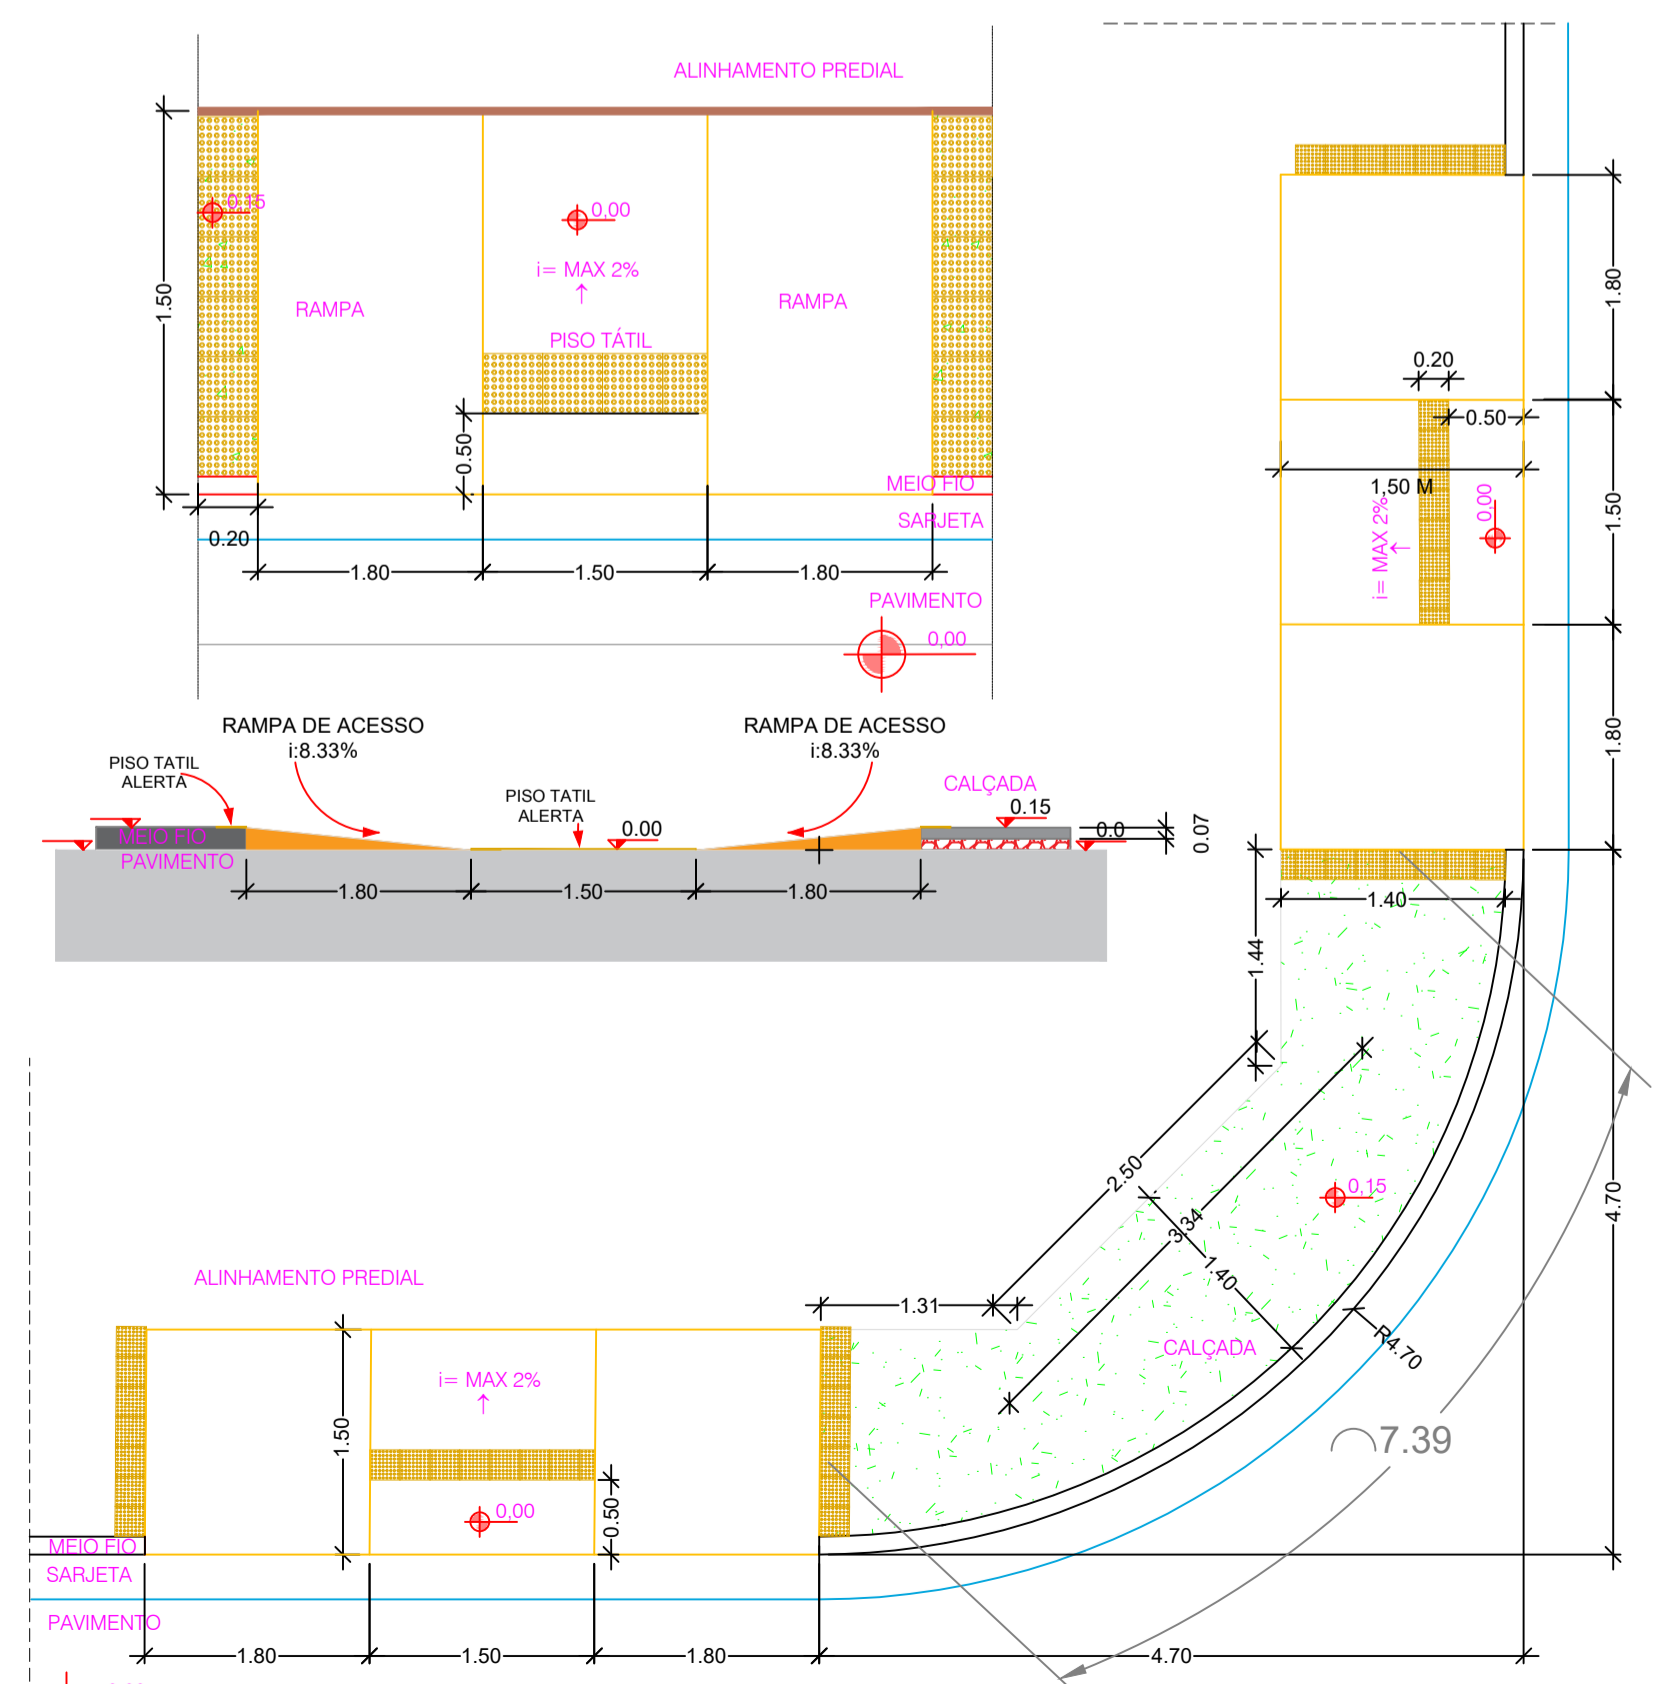 ALINHAMENTO PREDIAL
0,15
0,00
i= MAX 2%
RAMPA
RAMPA
PISO TÁTIL
1.50
0.50
MEIO FIO
SARJETA
0.20
1.80
1.50
1.80
PAVIMENTO
0,00
RAMPA DE ACESSO
i:8.33%
RAMPA DE ACESSO
i:8.33%
PISO TATIL
ALERTA
PISO TATIL
ALERTA
CALÇADA
0.15
0.00
0.0
0.07
MEIO FIO
PAVIMENTO
1.80
1.50
1.80
1.80
0.20
0.50
1,50 M
0,00
i= MAX 2%
1.50
1.80
1.40
1.44
2.50
3.34
1.40
0,15
4.70
1.31
CALÇADA
R4.70
7.39
ALINHAMENTO PREDIAL
i= MAX 2%
1.50
0,00
0.50
MEIO FIO
SARJETA
PAVIMENTO
1.80
1.50
1.80
4.70